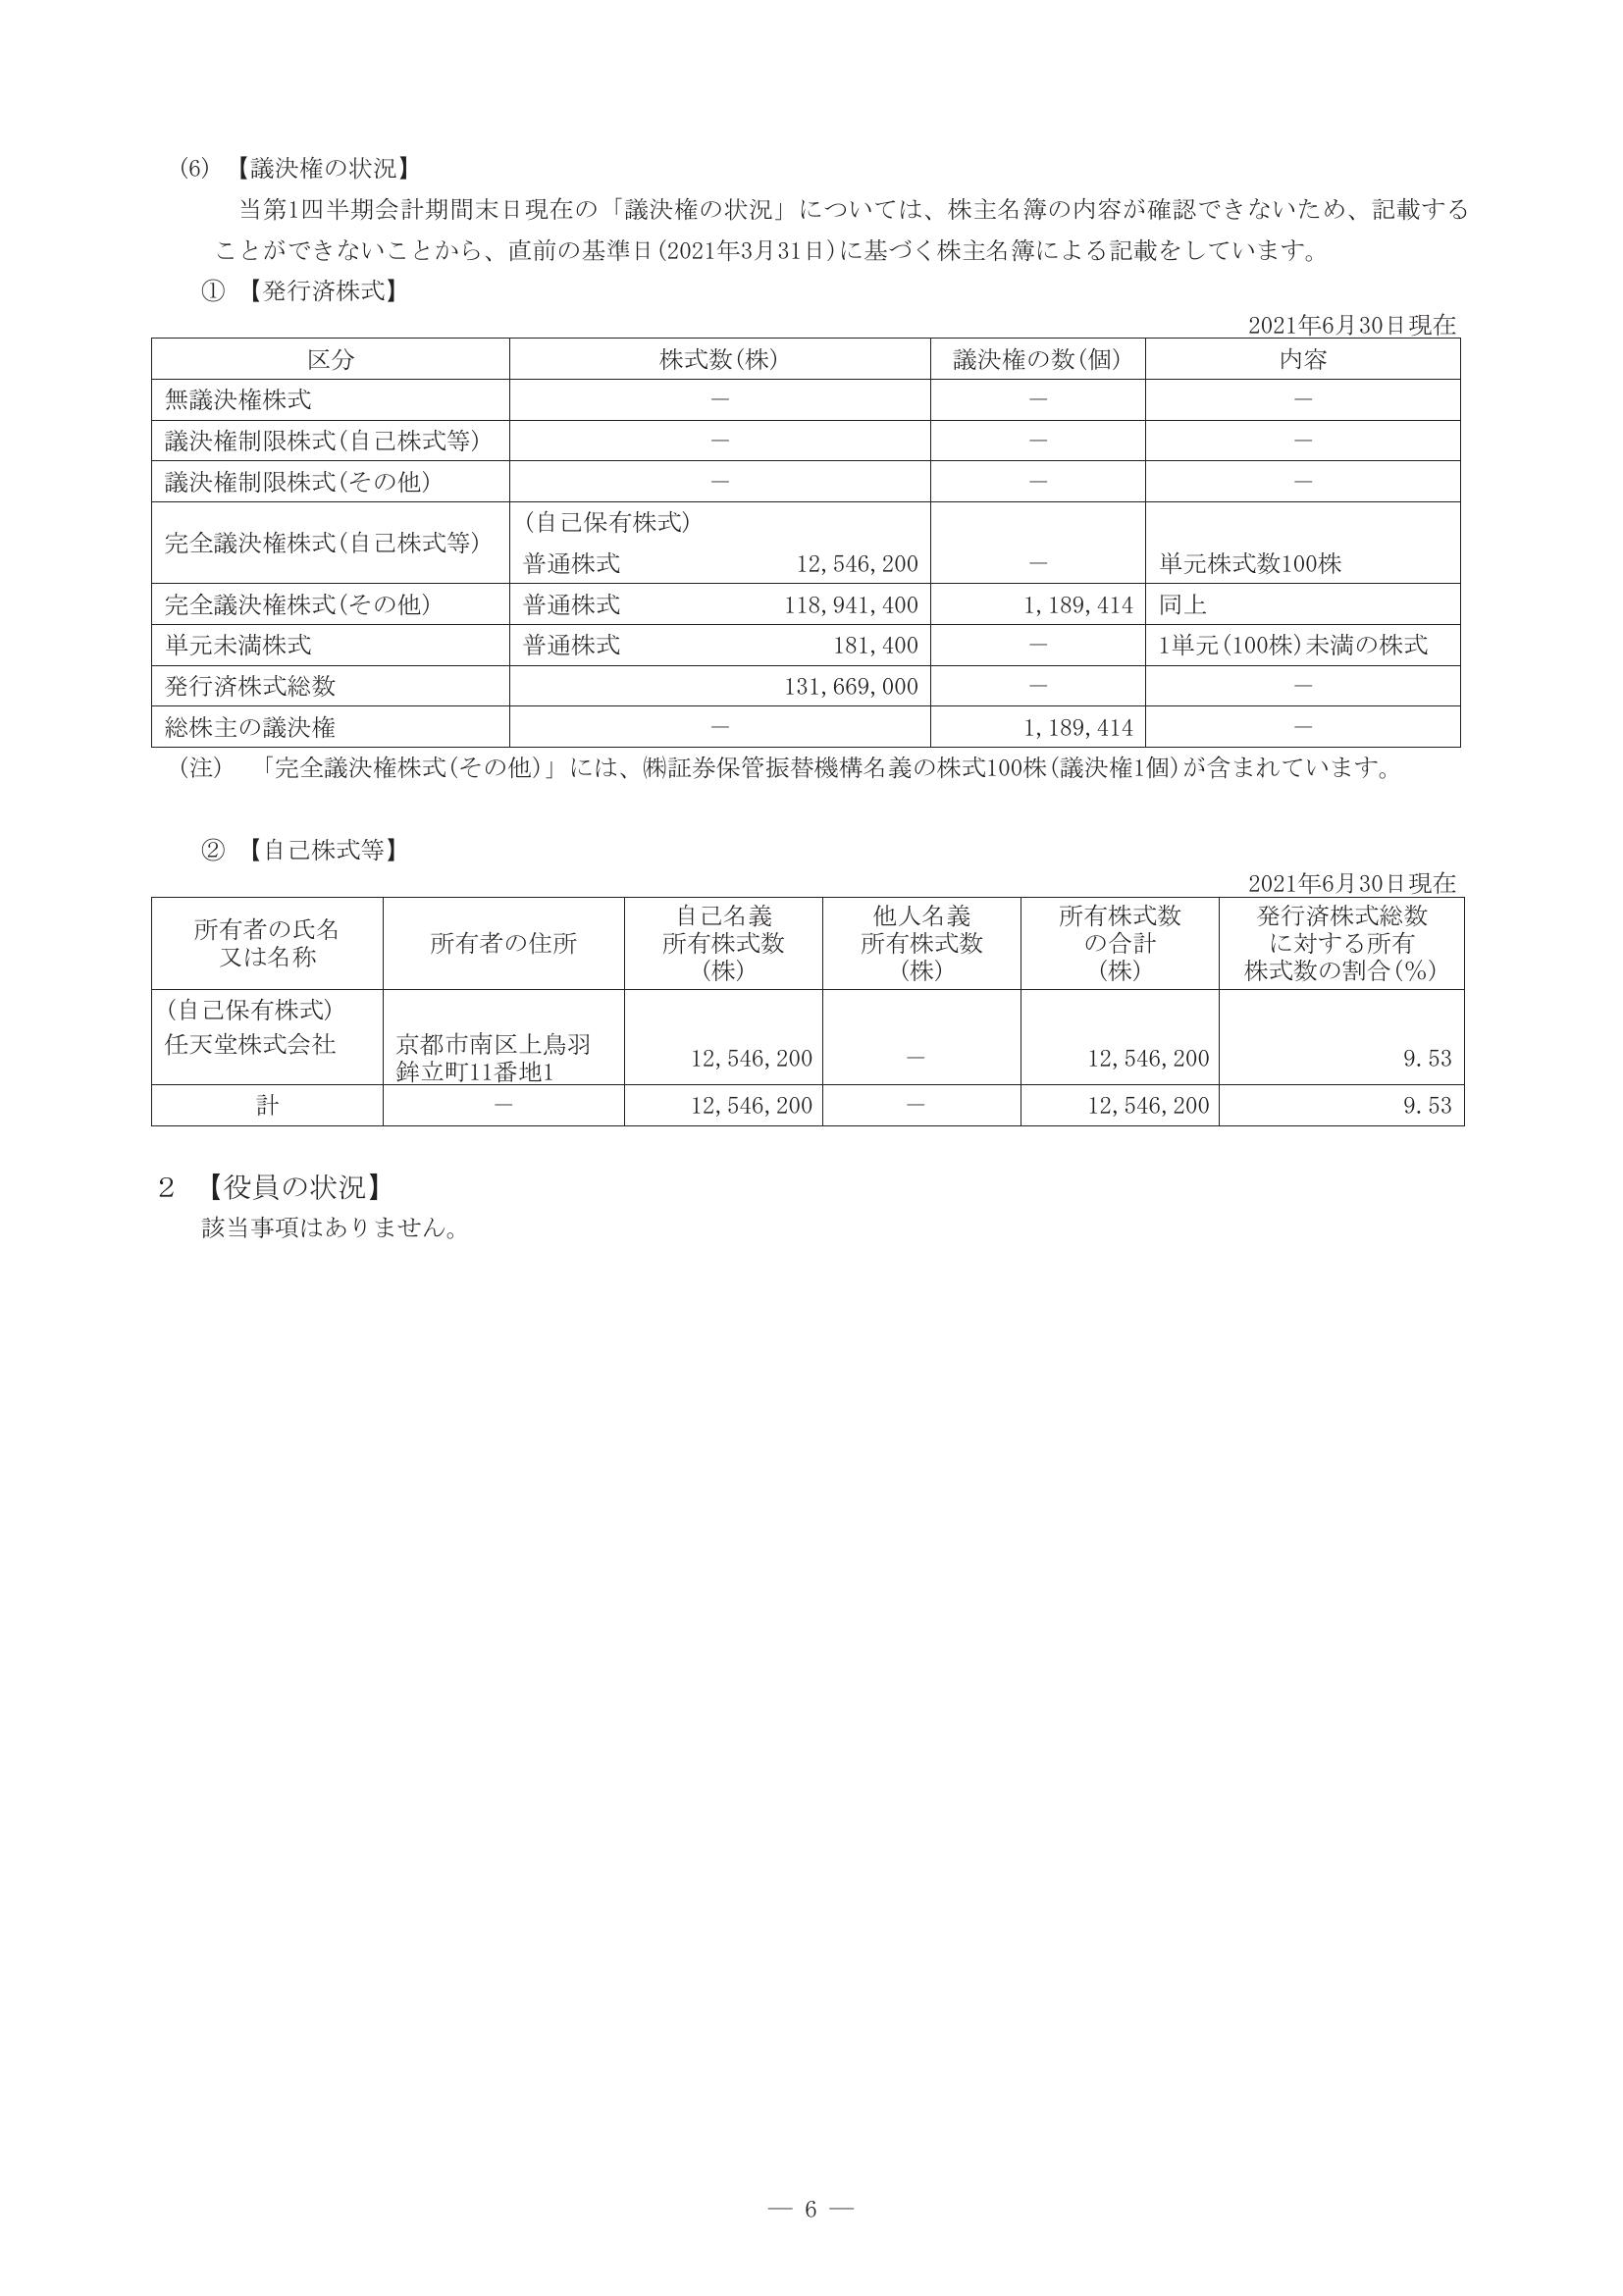 (6) 【議決権の状況】
当第1四半期会計期間末日現在の「議決権の状況」については、株主名簿の内容が確認できないため、記載する
ことができないことから、直前の基準日(2021年3月31日)に基づく株主名簿による記載をしています。
① 【発行済株式】
2021年6月30日現在
区分 株式数(株) 議決権の数(個) 内容
無議決権株式 ― ― ―
議決権制限株式(自己株式等) ― ― ―
議決権制限株式(その他) ― ― ―
完全議決権株式(自己株式等) (自己保有株式)
普通株式 12,546,200 ― 単元株式数100株
完全議決権株式(その他) 普通株式 118,941,400 1,189,414 同上
単元未満株式 普通株式 181,400 ― 1単元(100株)未満の株式
発行済株式総数 131,669,000 ― ―
総株主の議決権 ― 1,189,414 ―
(注) 「完全議決権株式(その他)」には、㈱証券保管振替機構名義の株式100株(議決権1個)が含まれています。
② 【自己株式等】
2021年6月30日現在
所有者の氏名
又は名称
所有者の住所
自己名義
所有株式数
(株)
他人名義
所有株式数
(株)
所有株式数
の合計
(株)
発行済株式総数
に対する所有
株式数の割合(%)
(自己保有株式)
任天堂株式会社
京都市南区上鳥羽
鉾立町11番地1
12,546,200 ― 12,546,200 9.53
計 ― 12,546,200 ― 12,546,200 9.53
２ 【役員の状況】
該当事項はありません。
― 6 ―